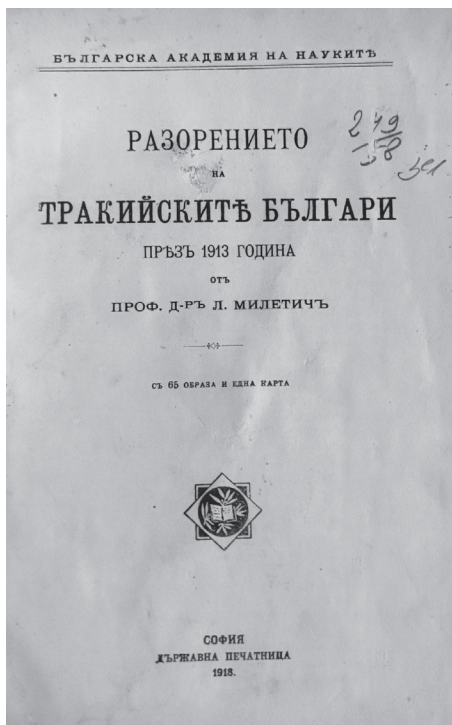 БЪЛГАРСКА АКАДЕМИЯ НА НАУКИТѢ
РАЗОРЕНИЕТО
НА
ТРАКИЙСКИТѢ БЪЛГАРИ
ПРѢЗЪ 1913 ГОДИНА
ОТЪ
ПРОФ. Д-РЪ Л. МИЛЕТИЧЪ
СЪ 65 ОБРАЗА И ЕДНА КАРТА
СОФИЯ
ДЪРЖАВНА ПЕЧАТНИЦА
1918.